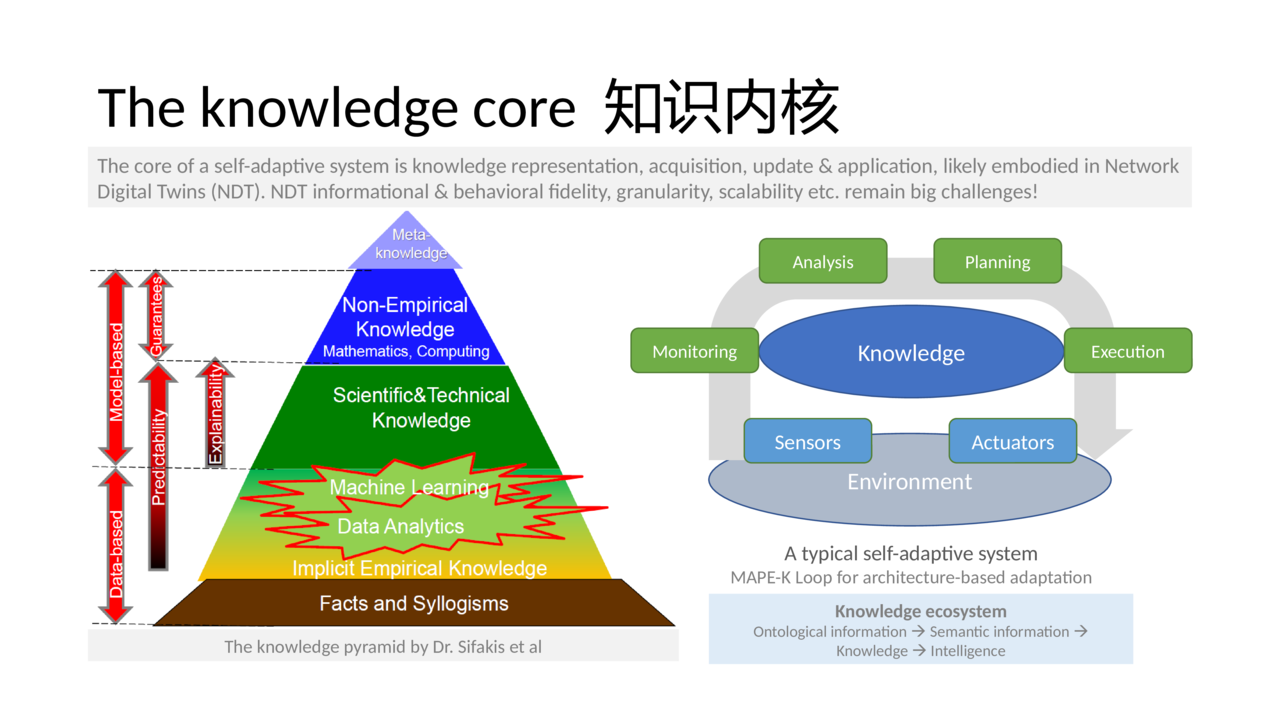 The knowledge core 知识内核
The core of a self-adaptive system is knowledge representation, acquisition, update & application, likely embodied in Network
Digital Twins (NDT). NDT informational & behavioral fidelity, granularity, scalability etc. remain big challenges!
Meta-
knowledge
Non-Empirical
Knowledge
Mathematics, Computing
Scientific&Technical
Knowledge
Machine Learning
Data Analytics
Implicit Empirical Knowledge
Facts and Syllogisms
Model-based
Guarantees
Predictability
Explainability
Data-based
The knowledge pyramid by Dr. Sifakis et al
Analysis
Planning
Monitoring
Knowledge
Execution
Sensors
Actuators
Environment
A typical self-adaptive system
MAPE-K Loop for architecture-based adaptation
Knowledge ecosystem
Ontological information → Semantic information →
Knowledge → Intelligence